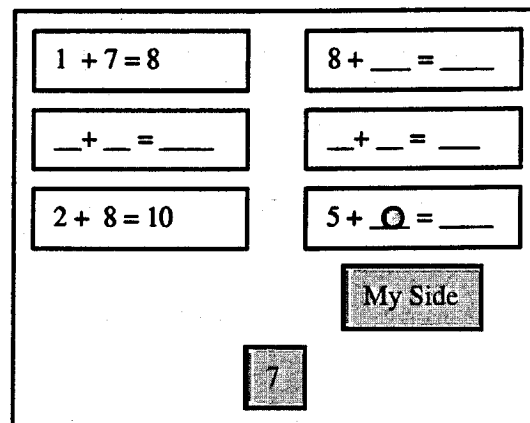 1 + 7 = 8
8 + ___ = ____
__+ __ = ____
__+ __ = ___
2 + 8 = 10
5 + _O_ = ____
My Side
7